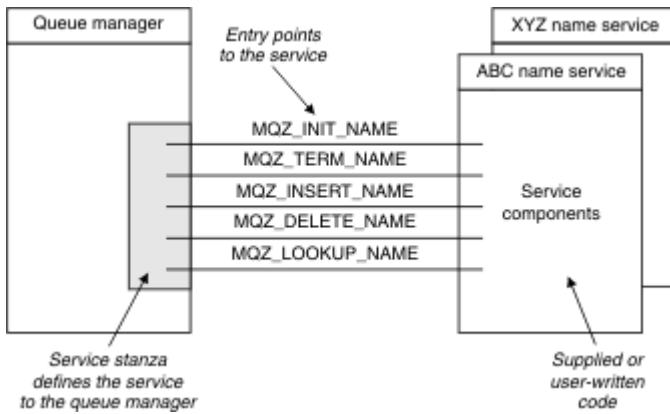 Queue manager
Entry points
to the service
XYZ name service
ABC name service
MQZ_INIT_NAME
MQZ_TERM_NAME
MQZ_INSERT_NAME
MQZ_DELETE_NAME
MQZ_LOOKUP_NAME
Service
components
Service stanza
defines the service
to the queue manager
Supplied or
user-written
code